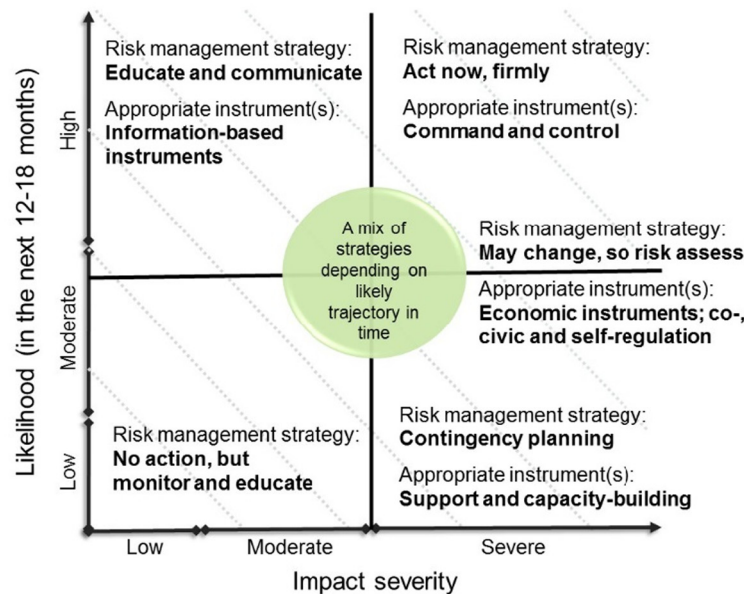 Likelihood (in the next 12-18 months)
High
Moderate
Low
Risk management strategy:
Educate and communicate
Appropriate instrument(s):
Information-based
instruments
Risk management strategy:
Act now, firmly
Appropriate instrument(s):
Command and control
A mix of
strategies
depending on
likely
trajectory in
time
Risk management strategy:
May change, so risk assess
Appropriate instrument(s):
Economic instruments; co-,
civic and self-regulation
Risk management strategy:
No action, but
monitor and educate
Risk management strategy:
Contingency planning
Appropriate instrument(s):
Support and capacity-building
Low
Moderate
Severe
Impact severity